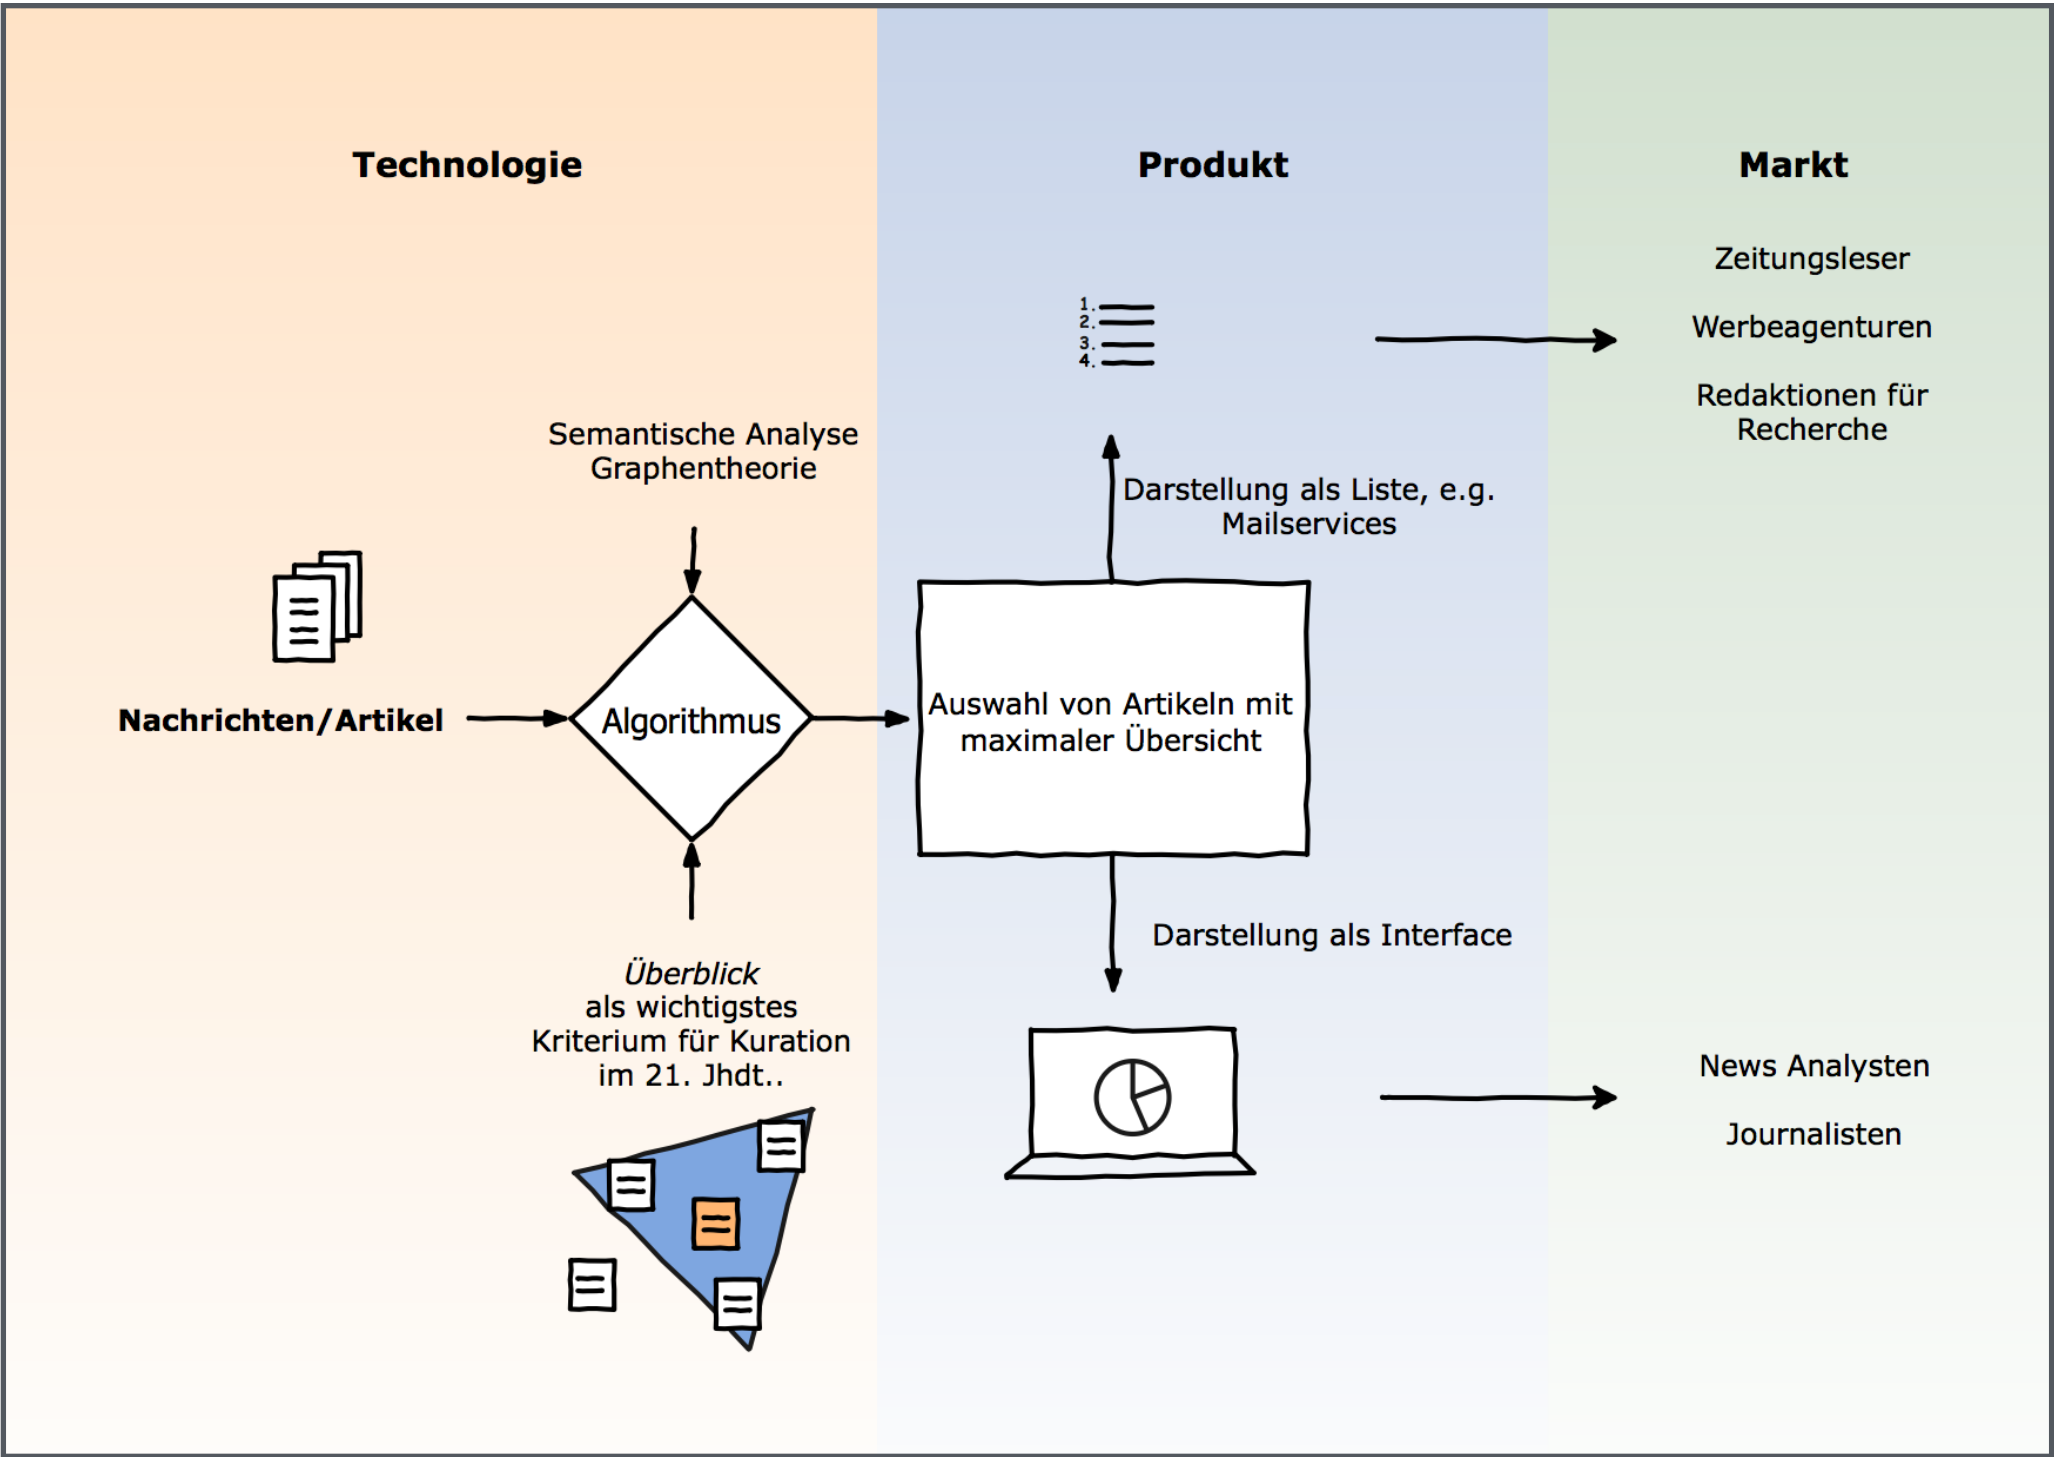 Technologie
Produkt
Markt
Zeitungsleser
Werbeagenturen
Redaktionen für
Recherche
1.
2.
3.
4.
Semantische Analyse
Graphentheorie
Darstellung als Liste, e.g.
Mailservices
Nachrichten/Artikel
Algorithmus
Auswahl von Artikeln mit
maximaler Übersicht
Darstellung als Interface
Überblick
als wichtigstes
Kriterium für Kuration
im 21. Jhdt..
News Analysten
Journalisten